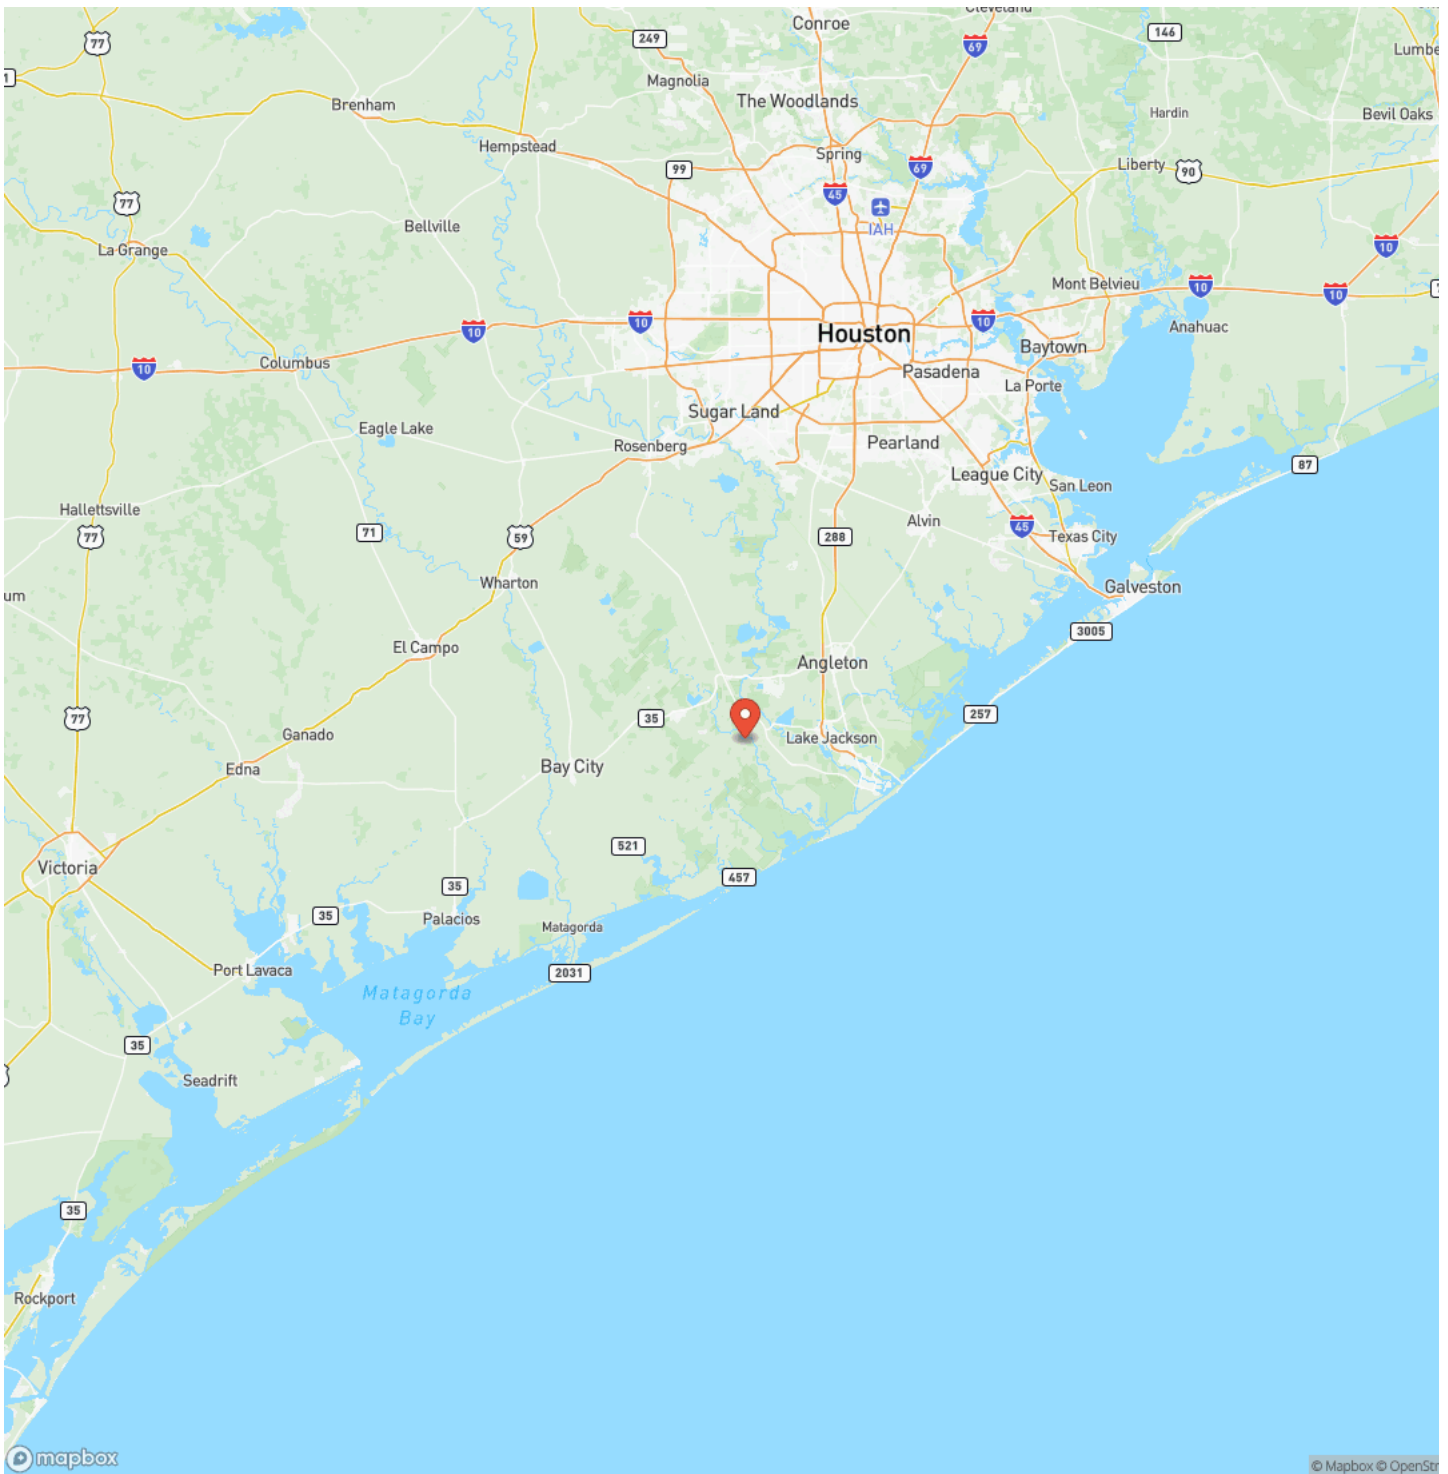 Cleveland
Conroe
77
249
69
146
Lumbe
1
Magnolia
The Woodlands
Brenham
Hardin
Bevil Oaks
Hempstead
Spring
69
Liberty
90
99
45
77
IAH
Bellville
La Grange
10
Mont Belvieu
10
10
10
10
10
Houston
Anahuac
Baytown
Columbus
10
Pasadena
La Porte
Sugar Land
Eagle Lake
Rosenberg
Pearland
87
League City
San Leon
Hallettsville
71
77
59
288
Alvin
45
Texas City
Wharton
Galveston
um
3005
El Campo
Angleton
77
35
257
Ganado
Lake Jackson
Edna
Bay City
521
Victoria
457
35
35
Palacios
Matagorda
Port Lavaca
2031
Matagorda
Bay
35
Seadrift
35
Rockport
mapbox
© Mapbox © OpenStr